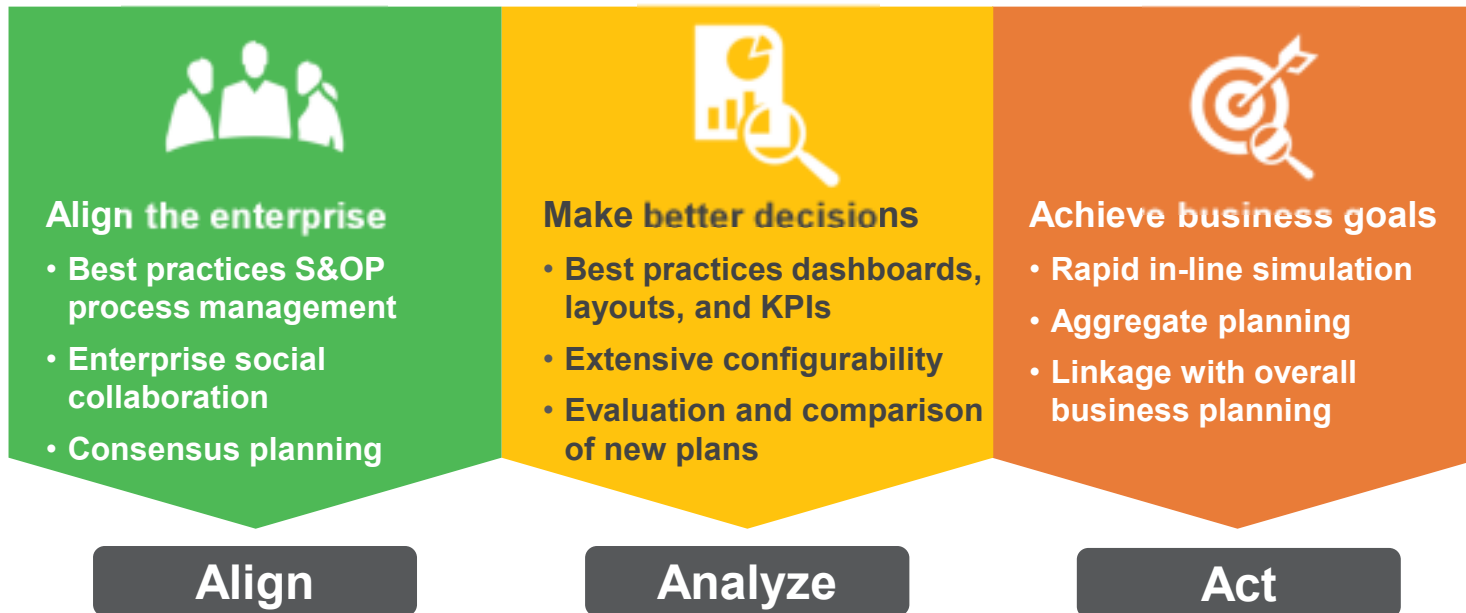 Align the enterprise
• Best practices S&OP
process management
• Enterprise social
collaboration
• Consensus planning
Make better decisions
• Best practices dashboards,
layouts, and KPIs
• Extensive configurability
• Evaluation and comparison
of new plans
Achieve business goals
• Rapid in-line simulation
• Aggregate planning
• Linkage with overall
business planning
Align
Analyze
Act